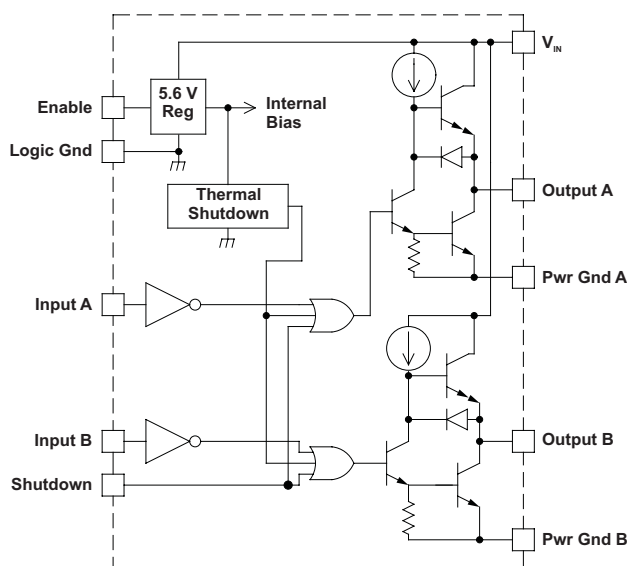 V_IN
Enable
5.6 V
Reg
Internal
Bias
Logic Gnd
Thermal
Shutdown
Output A
Pwr Gnd A
Input A
Input B
Output B
Shutdown
Pwr Gnd B